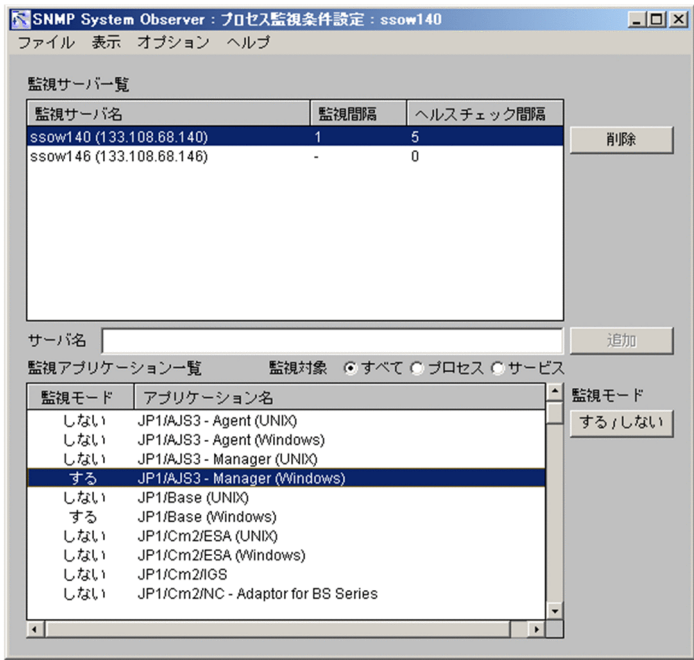 SNMP System Observer : プロセス監視条件設定 : ssow140
ファイル 表示 オプション ヘルプ
監視サーバ一覧
監視サーバ名 監視間隔 ヘルスチェック間隔
ssow140 (133.108.68.140) 1 5
ssow146 (133.108.68.146) - 0
削除
サーバ名 追加
監視アプリケーション一覧 監視対象 すべて プロセス サービス
監視モード アプリケーション名
しない JP1/AJS3 - Agent (UNIX)
しない JP1/AJS3 - Agent (Windows)
しない JP1/AJS3 - Manager (UNIX)
する JP1/AJS3 - Manager (Windows)
しない JP1/Base (UNIX)
する JP1/Base (Windows)
しない JP1/Cm2/ESA (UNIX)
しない JP1/Cm2/ESA (Windows)
しない JP1/Cm2/IGS
しない JP1/Cm2/NC - Adaptor for BS Series
監視モード
する / しない